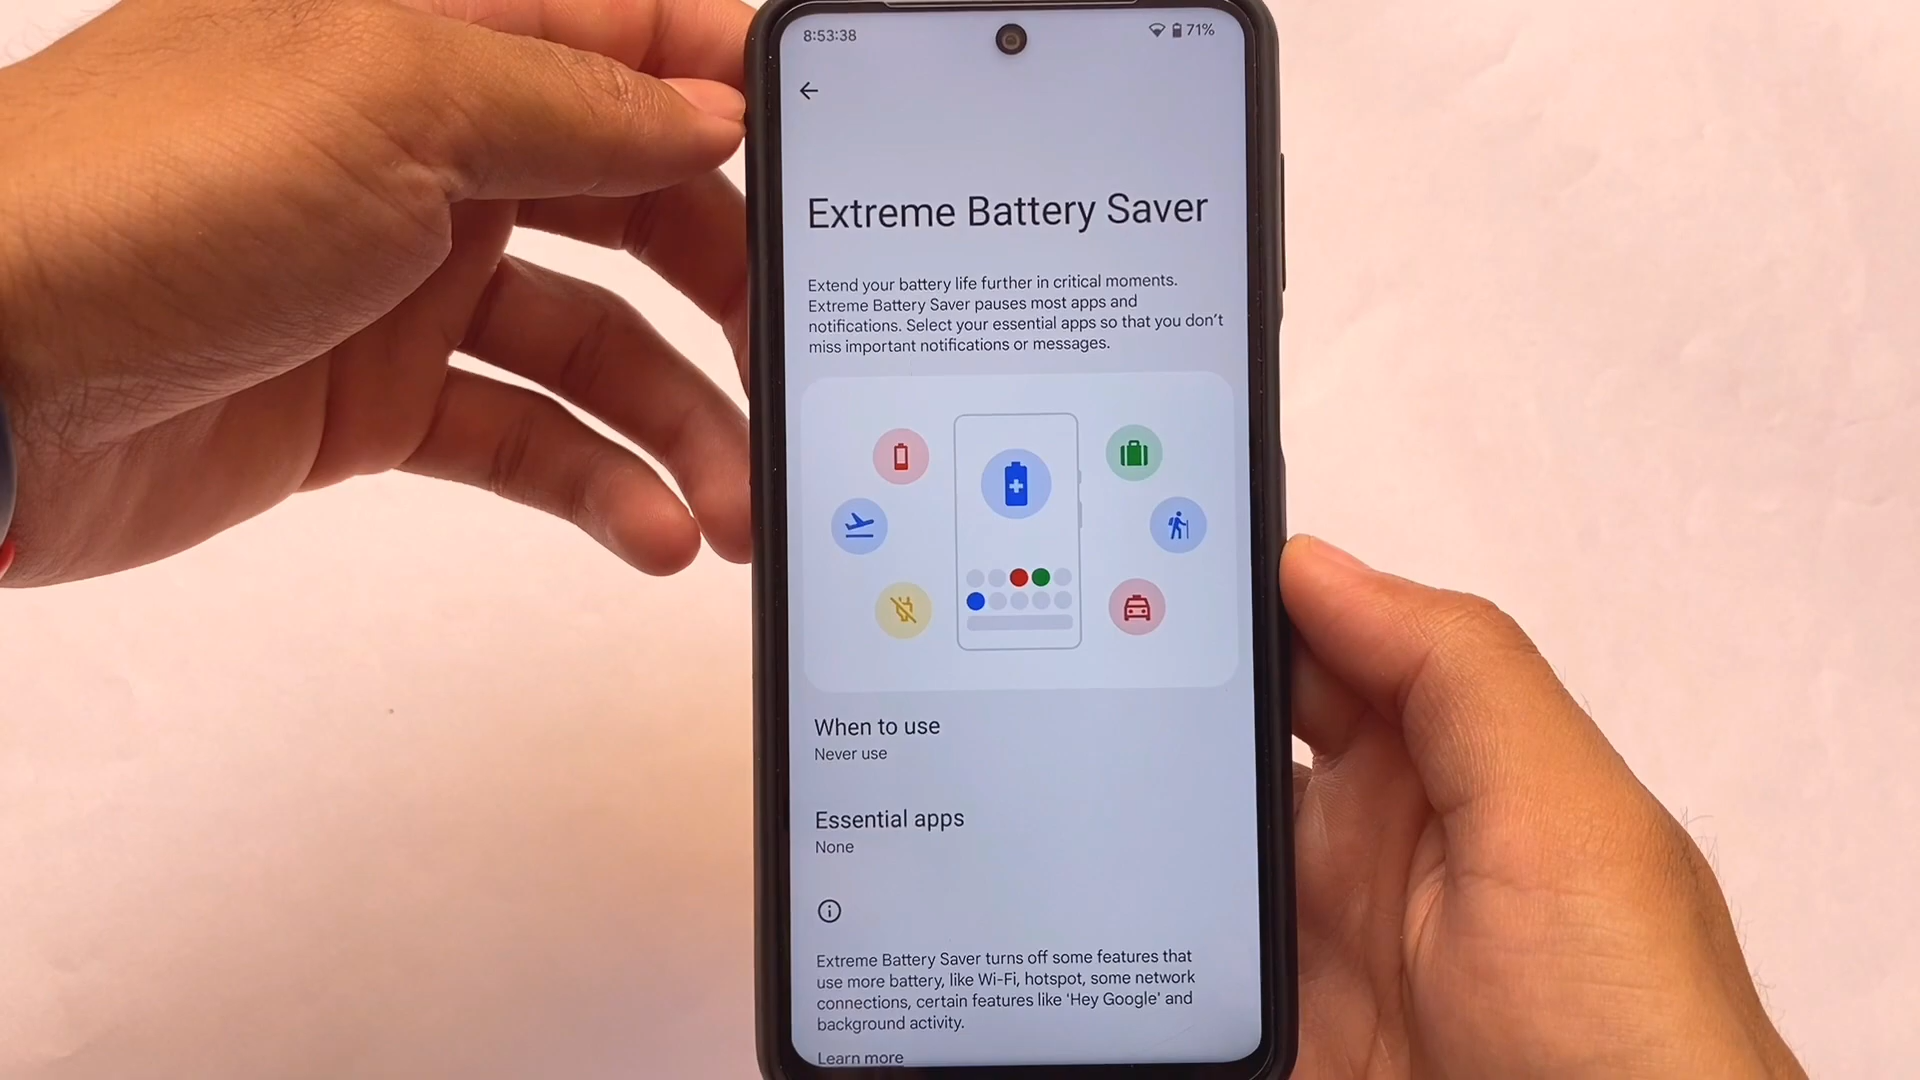 8:53:38
71%
Extreme Battery Saver
Extend your battery life further in critical moments.
Extreme Battery Saver pauses most apps and
notifications. Select your essential apps so that you don’t
miss important notifications or messages.
When to use
Never use
Essential apps
None
Extreme Battery Saver turns off some features that
use more battery, like Wi-Fi, hotspot, some network
connections, certain features like 'Hey Google' and
background activity.
Learn more